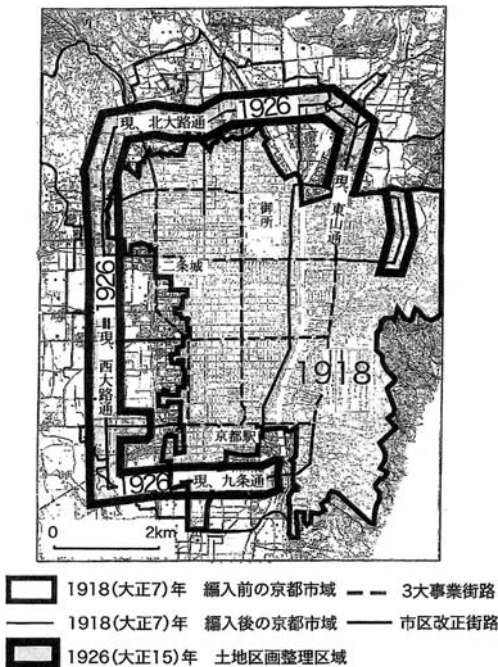 現、北大路通
1926
現、東山通
御所
二条城
1926
現、西大路通
1918
京都駅
1926
現、九条通
0 2km
1918(大正7)年 編入前の京都市域
3大事業街路
1918(大正7)年 編入後の京都市域
市区改正街路
1926(大正15)年 土地区画整理区域